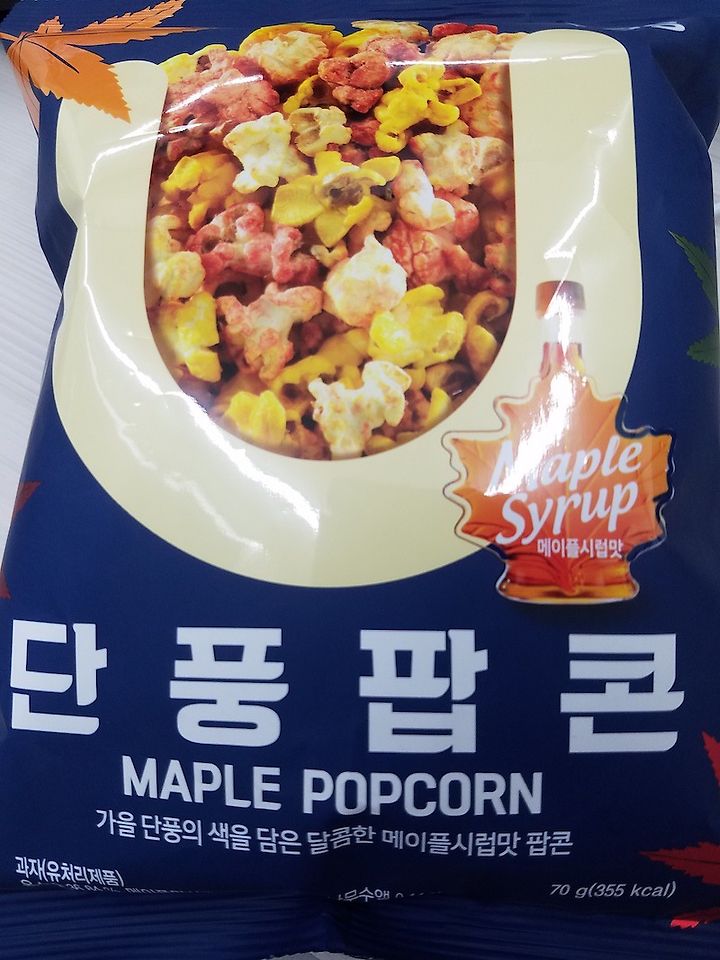 Maple
Syrup
메이플시럽맛
단풍팝콘
MAPLE POPCORN
가을 단풍의 색을 담은 달콤한 메이플시럽맛 팝콘
과자(유처리제품)
70 g(355 kcal)